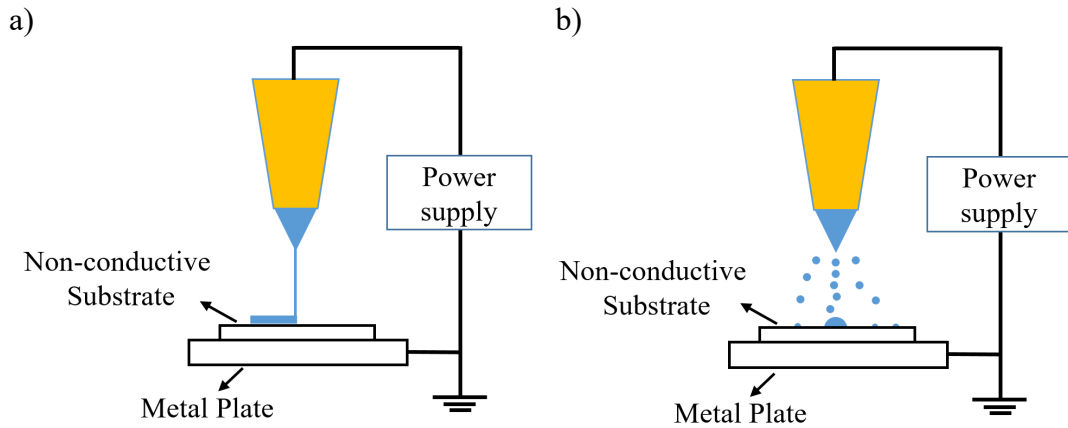 a)
Power
supply
Non-conductive
Substrate
Metal Plate
b)
Power
supply
Non-conductive
Substrate
Metal Plate